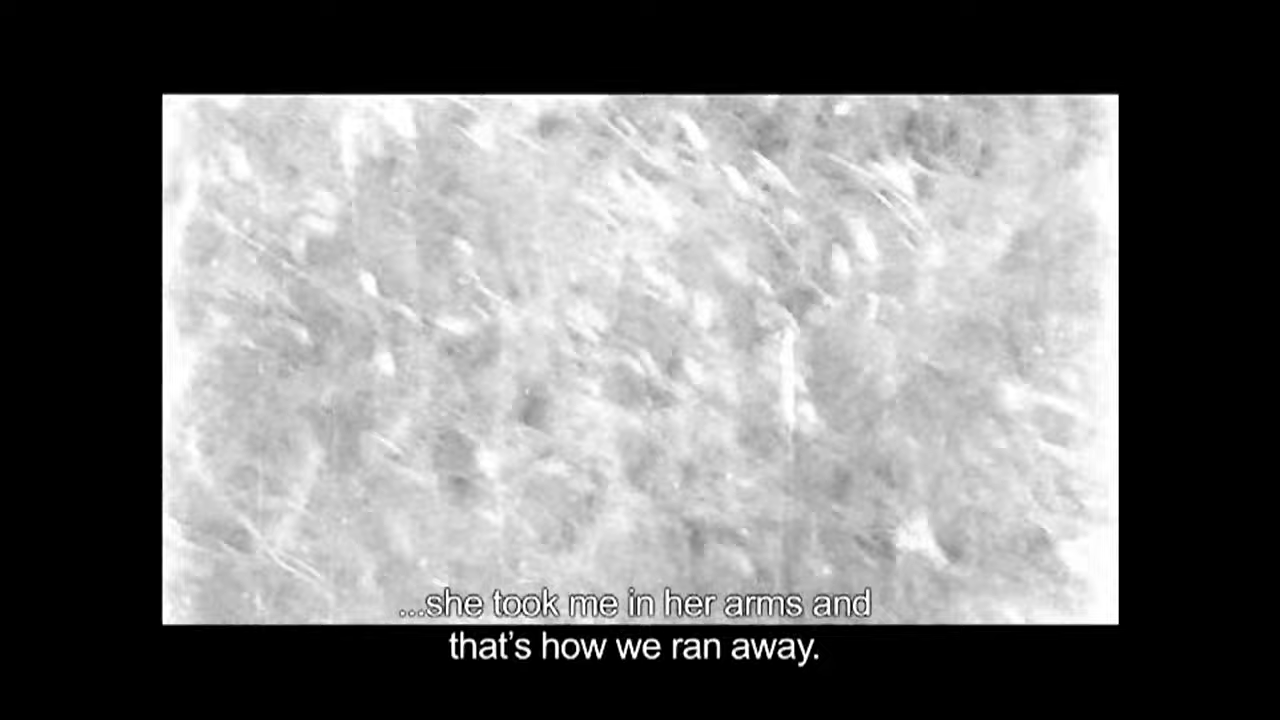 ...she took me in her arms and
that's how we ran away.